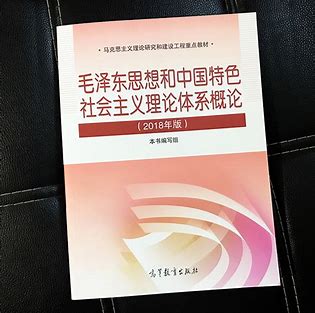 ·马克思主义理论研究和建设工程重点教材·
毛泽东思想和中国特色
社会主义理论体系概论
(2018年版)
本书编写组
高等教育出版社